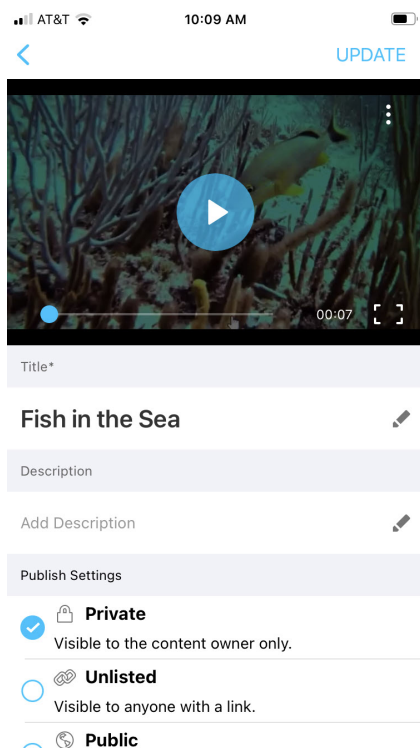 AT&T 10:09 AM
UPDATE
00:07
Title*
Fish in the Sea
Description
Add Description
Publish Settings
Private
Visible to the content owner only.
Unlisted
Visible to anyone with a link.
Public